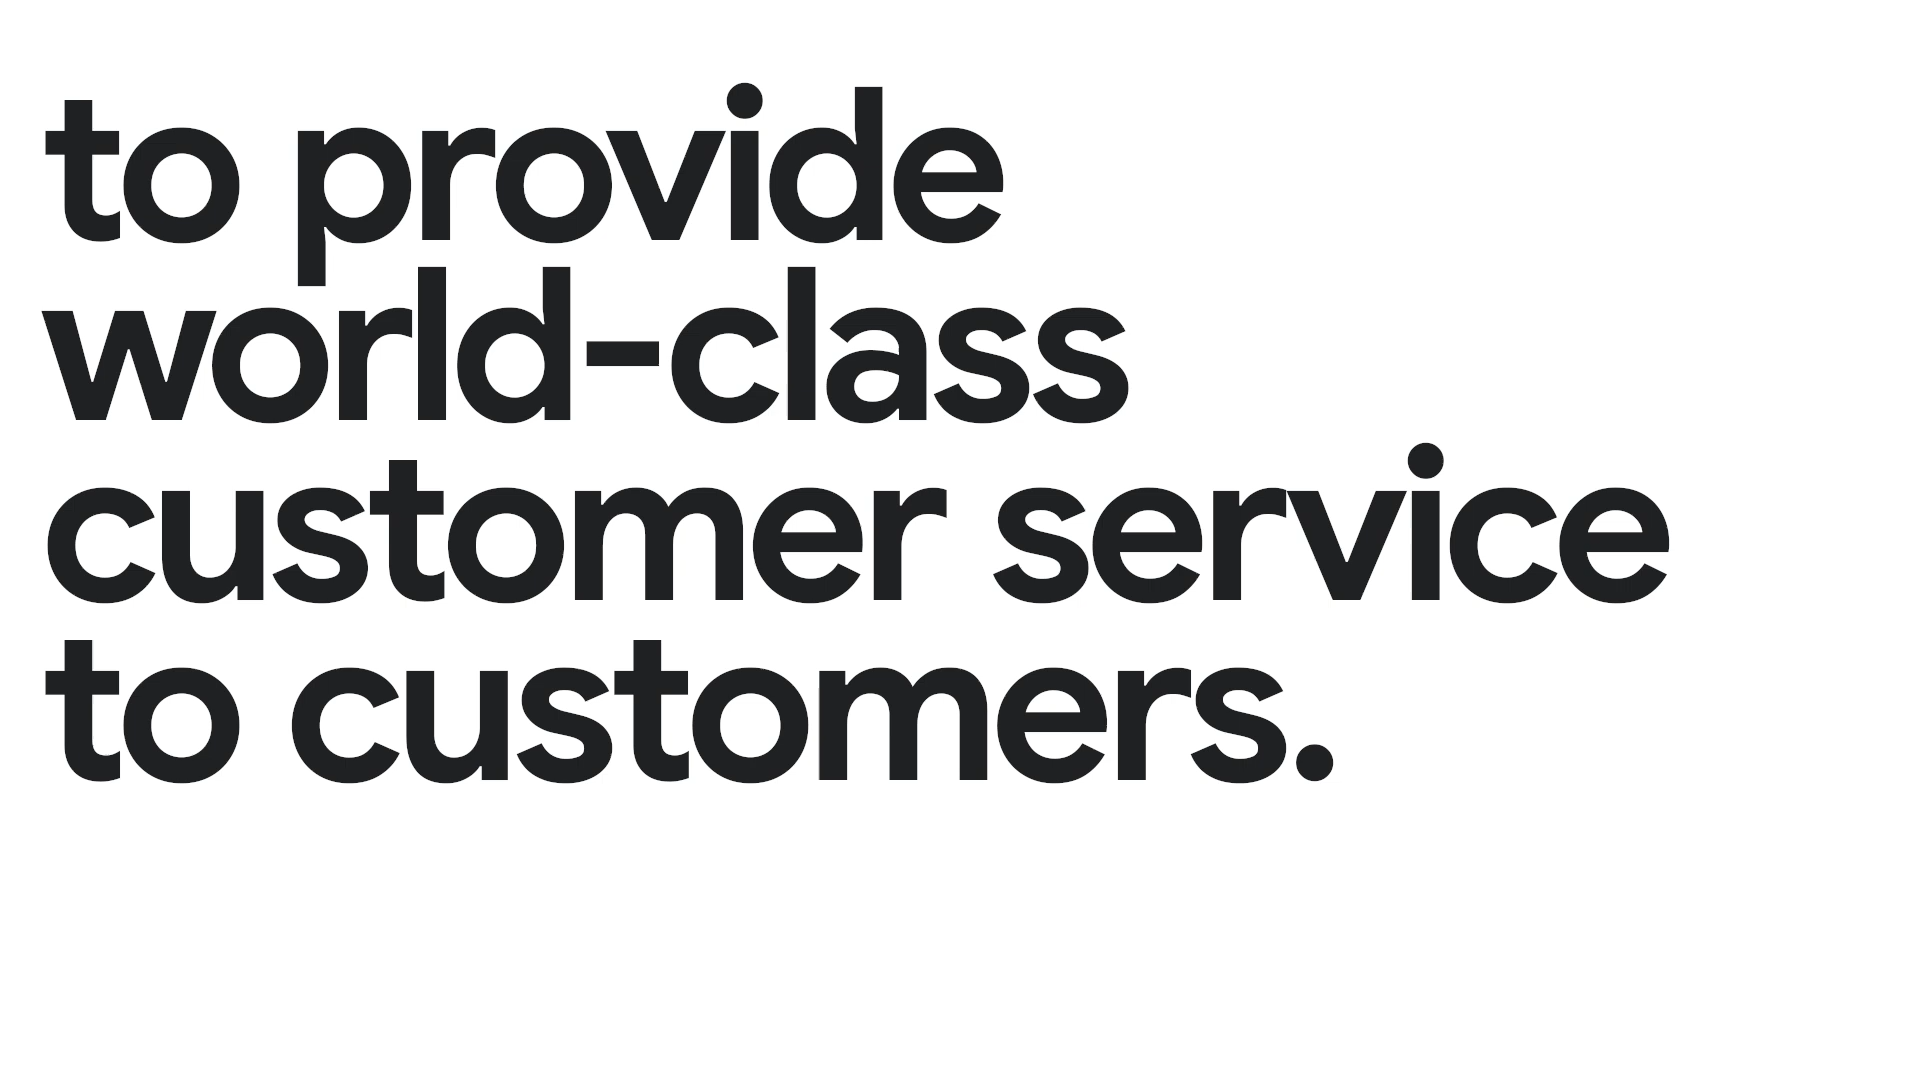 to provide
world-class
customer service
to customers.